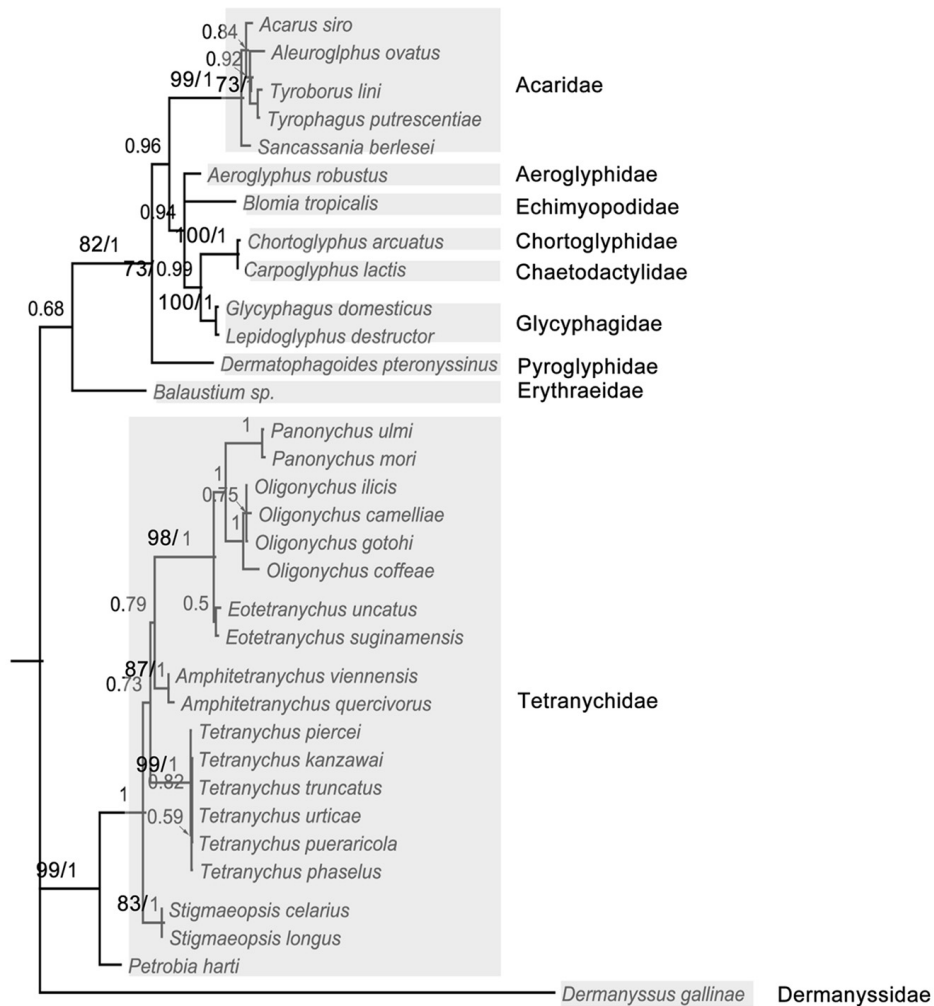 0.84
Acarus siro
Aleuroglphus ovatus
0.92
99/1
73/
Tyroborus lini
Acaridae
Tyrophagus putrescentiae
0.96
Sancassania berlesei
Aeroglyphus robustus
Aeroglyphidae
0.94
Blomia tropicalis
Echimyopodidae
100/1
82/1
Chortoglyphus arcuatus
Chortoglyphidae
73/0.99
Carpoglyphus lactis
Chaetodactylidae
0.68
100/1
Glycyphagus domesticus
Glycyphagidae
Lepidoglyphus destructor
Dermatophagoides pteronyssinus
Pyroglyphidae
Balaustium sp.
Erythraeidae
1
Panonychus ulmi
Panonychus mori
1
0.75
Oligonychus ilicis
1
Oligonychus camelliae
98/1
Oligonychus gotohi
Oligonychus coffeae
0.79
0.5
Eotetranychus uncatus
Eotetranychus suginamensis
87/1
0.73
Amphitetranychus viennensis
Amphitetranychus quercivorus
Tetranychidae
Tetranychus piercei
99/1
Tetranychus kanzawai
0.82
Tetranychus truncatus
1
0.59
Tetranychus urticae
Tetranychus pueraricola
99/1
Tetranychus phaselus
83/1
Stigmaeopsis celarius
Stigmaeopsis longus
Petrobia harti
Dermanyssus gallinae
Dermanyssidae